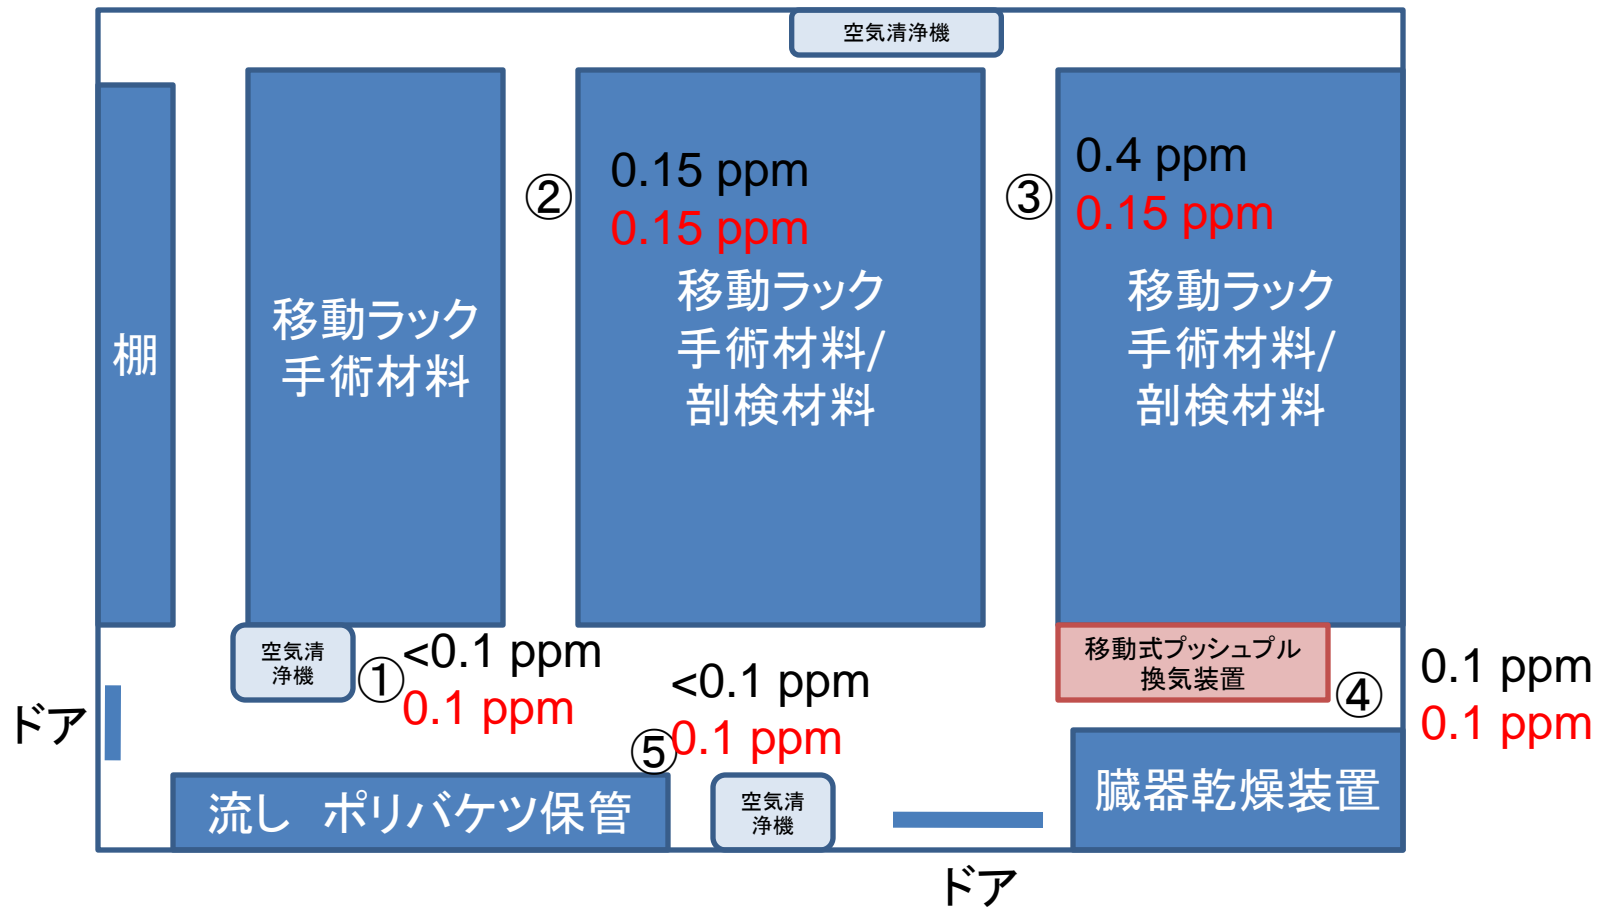 空気清浄機
② 0.15 ppm
0.15 ppm
③ 0.4 ppm
0.15 ppm
棚
移動ラック
手術材料
移動ラック
手術材料/
剖検材料
移動ラック
手術材料/
剖検材料
空気清
浄機
① <0.1 ppm
0.1 ppm
<0.1 ppm
⑤ 0.1 ppm
移動式プッシュプル
換気装置
④ 0.1 ppm
0.1 ppm
ドア
流し ポリバケツ保管
空気清
浄機
臓器乾燥装置
ドア